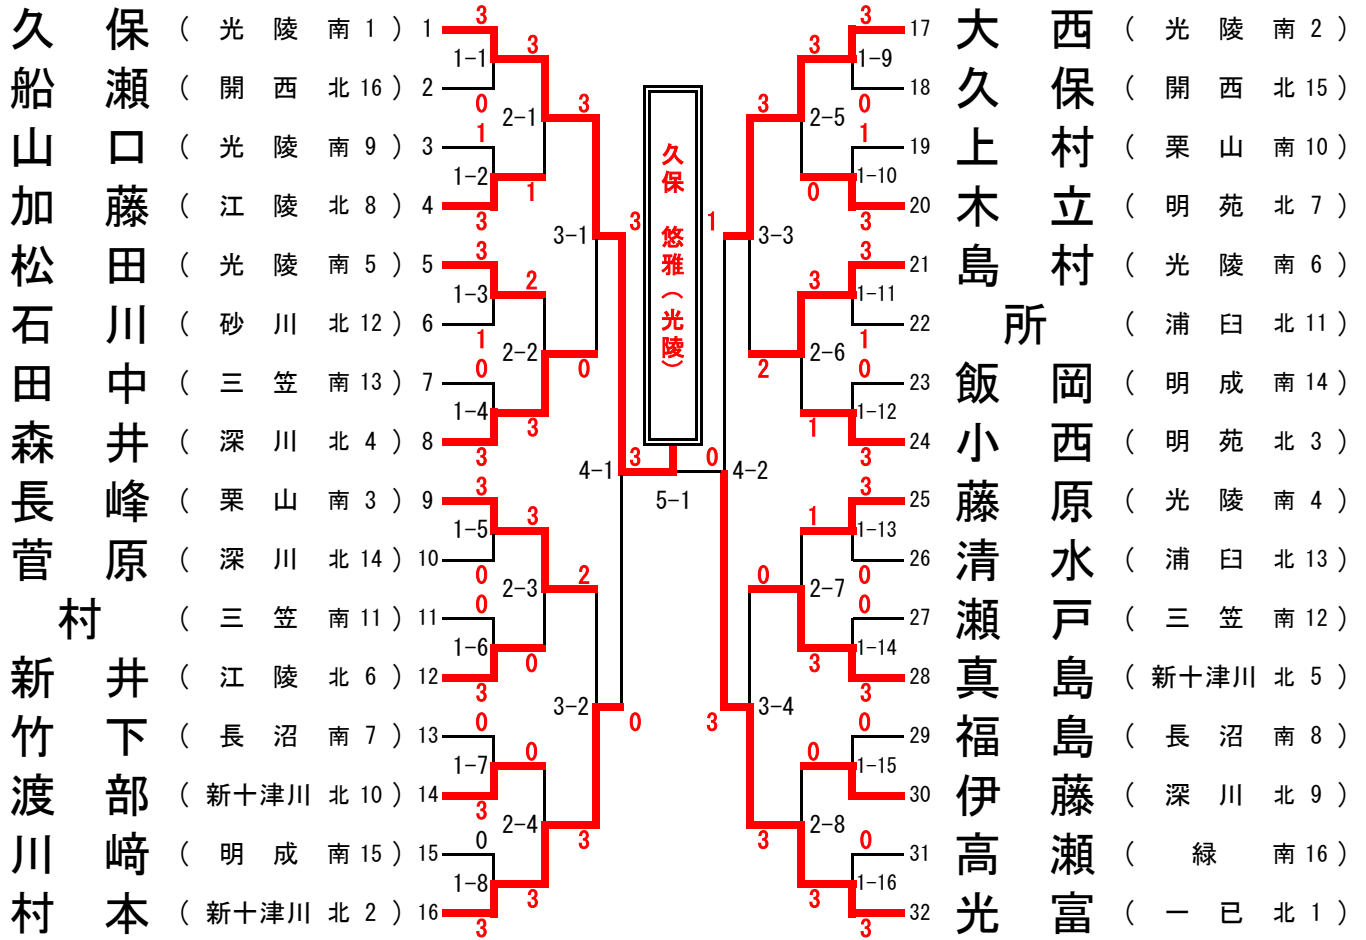 久保 (光陵 南1) 1
船瀬 (開西 北16) 2
山口 (光陵 南9) 3
加藤 (江陵 北8) 4
松田 (光陵 南5) 5
石川 (砂川 北12) 6
田中 (三笠 南13) 7
森井 (深川 北4) 8
長峰 (栗山 南3) 9
菅原 (深川 北14) 10
村 (三笠 南11) 11
新井 (江陵 北6) 12
竹下 (長沼 南7) 13
渡部 (新十津川 北10) 14
川﨑 (明成 南15) 15
村本 (新十津川 北2) 16
3
1-1
0
1
1-2
3
3
1-3
1
0
1-4
3
3
1-5
0
0
1-6
3
0
1-7
3
0
1-8
3
3
2-1
1
2
2-2
3
3
2-3
0
0
2-4
3
3
3-1
0
2
3-2
3
3
4-1
0
3
5-1
0
久保 悠雅(光陵)
1
4-2
3
3
3-3
2
0
3-4
3
3
2-5
0
3
2-6
1
1
2-7
3
0
2-8
3
3
1-9
0
1
1-10
3
3
1-11
1
0
1-12
3
3
1-13
0
0
1-14
3
0
1-15
3
0
1-16
3
17 大西 (光陵 南2)
18 久保 (開西 北15)
19 上村 (栗山 南10)
20 木立 (明苑 北7)
21 島村 (光陵 南6)
22 所 (浦臼 北11)
23 飯岡 (明成 南14)
24 小西 (明苑 北3)
25 藤原 (光陵 南4)
26 清水 (浦臼 北13)
27 瀬戸 (三笠 南12)
28 真島 (新十津川 北5)
29 福島 (長沼 南8)
30 伊藤 (深川 北9)
31 高瀬 (緑 南16)
32 光富 (一已 北1)